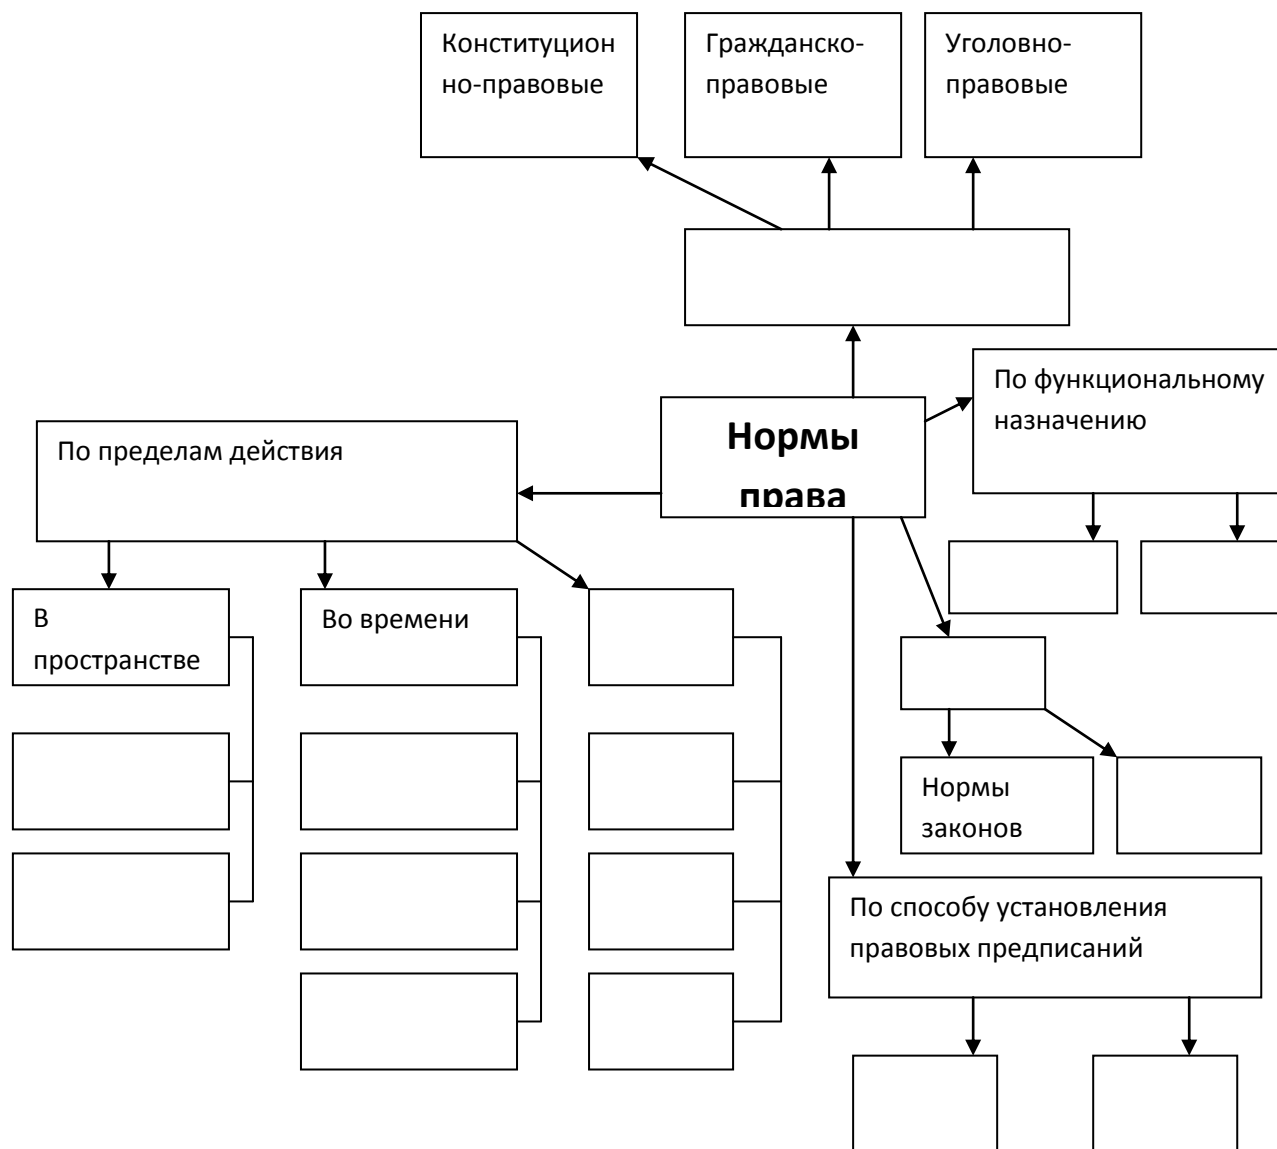 Конституцион
но-правовые
Гражданско-
правовые
Уголовно-
правовые
По функциональному
назначению
Нормы
права
По пределам действия
В
пространстве
Во времени
Нормы
законов
По способу установления
правовых предписаний